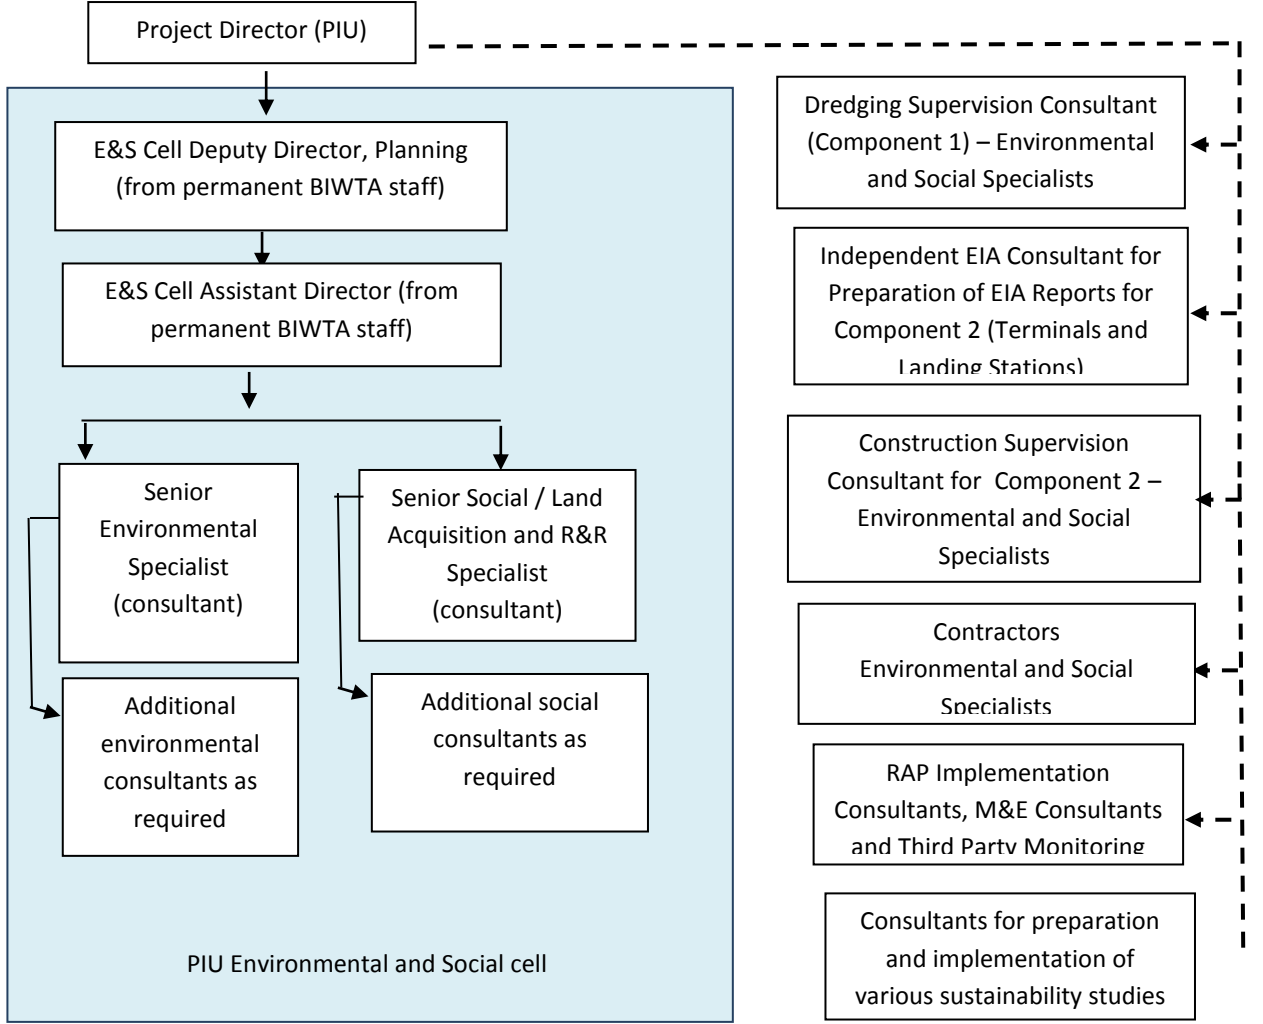 Project Director (PIU)
E&S Cell Deputy Director, Planning
(from permanent BIWTA staff)
E&S Cell Assistant Director (from
permanent BIWTA staff)
Senior
Environmental
Specialist
(consultant)
Senior Social / Land
Acquisition and R&R
Specialist
(consultant)
Additional
environmental
consultants as
required
Additional social
consultants as
required
PIU Environmental and Social cell
Dredging Supervision Consultant
(Component 1) – Environmental
and Social Specialists
Independent EIA Consultant for
Preparation of EIA Reports for
Component 2 (Terminals and
Landing Stations)
Construction Supervision
Consultant for Component 2 –
Environmental and Social
Specialists
Contractors
Environmental and Social
Specialists
RAP Implementation
Consultants, M&E Consultants
and Third Party Monitoring
Consultants for preparation
and implementation of
various sustainability studies